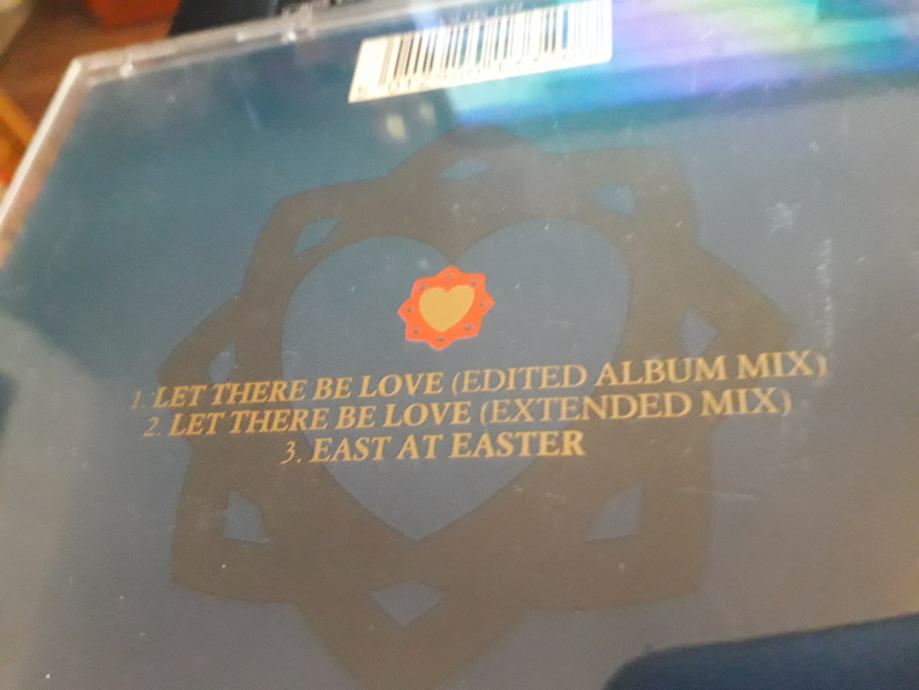 1. LET THERE BE LOVE (EDITED ALBUM MIX)
2. LET THERE BE LOVE (EXTENDED MIX)
3. EAST AT EASTER